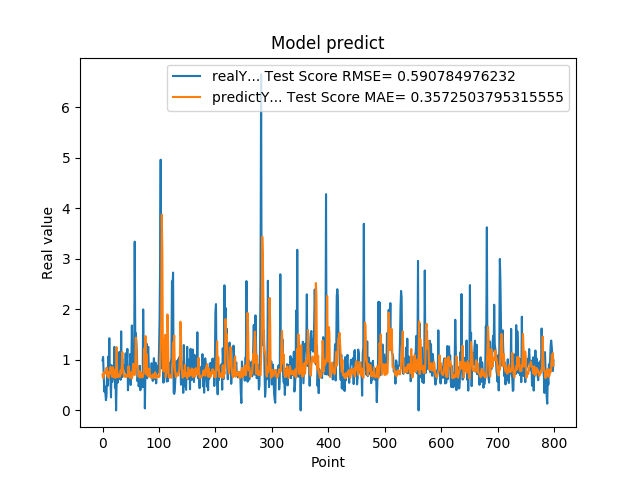 Model predict
realY... Test Score RMSE= 0.590784976232
predictY... Test Score MAE= 0.3572503795315555
6
5
4
3
2
1
0
Real value
0 100 200 300 400 500 600 700 800
Point